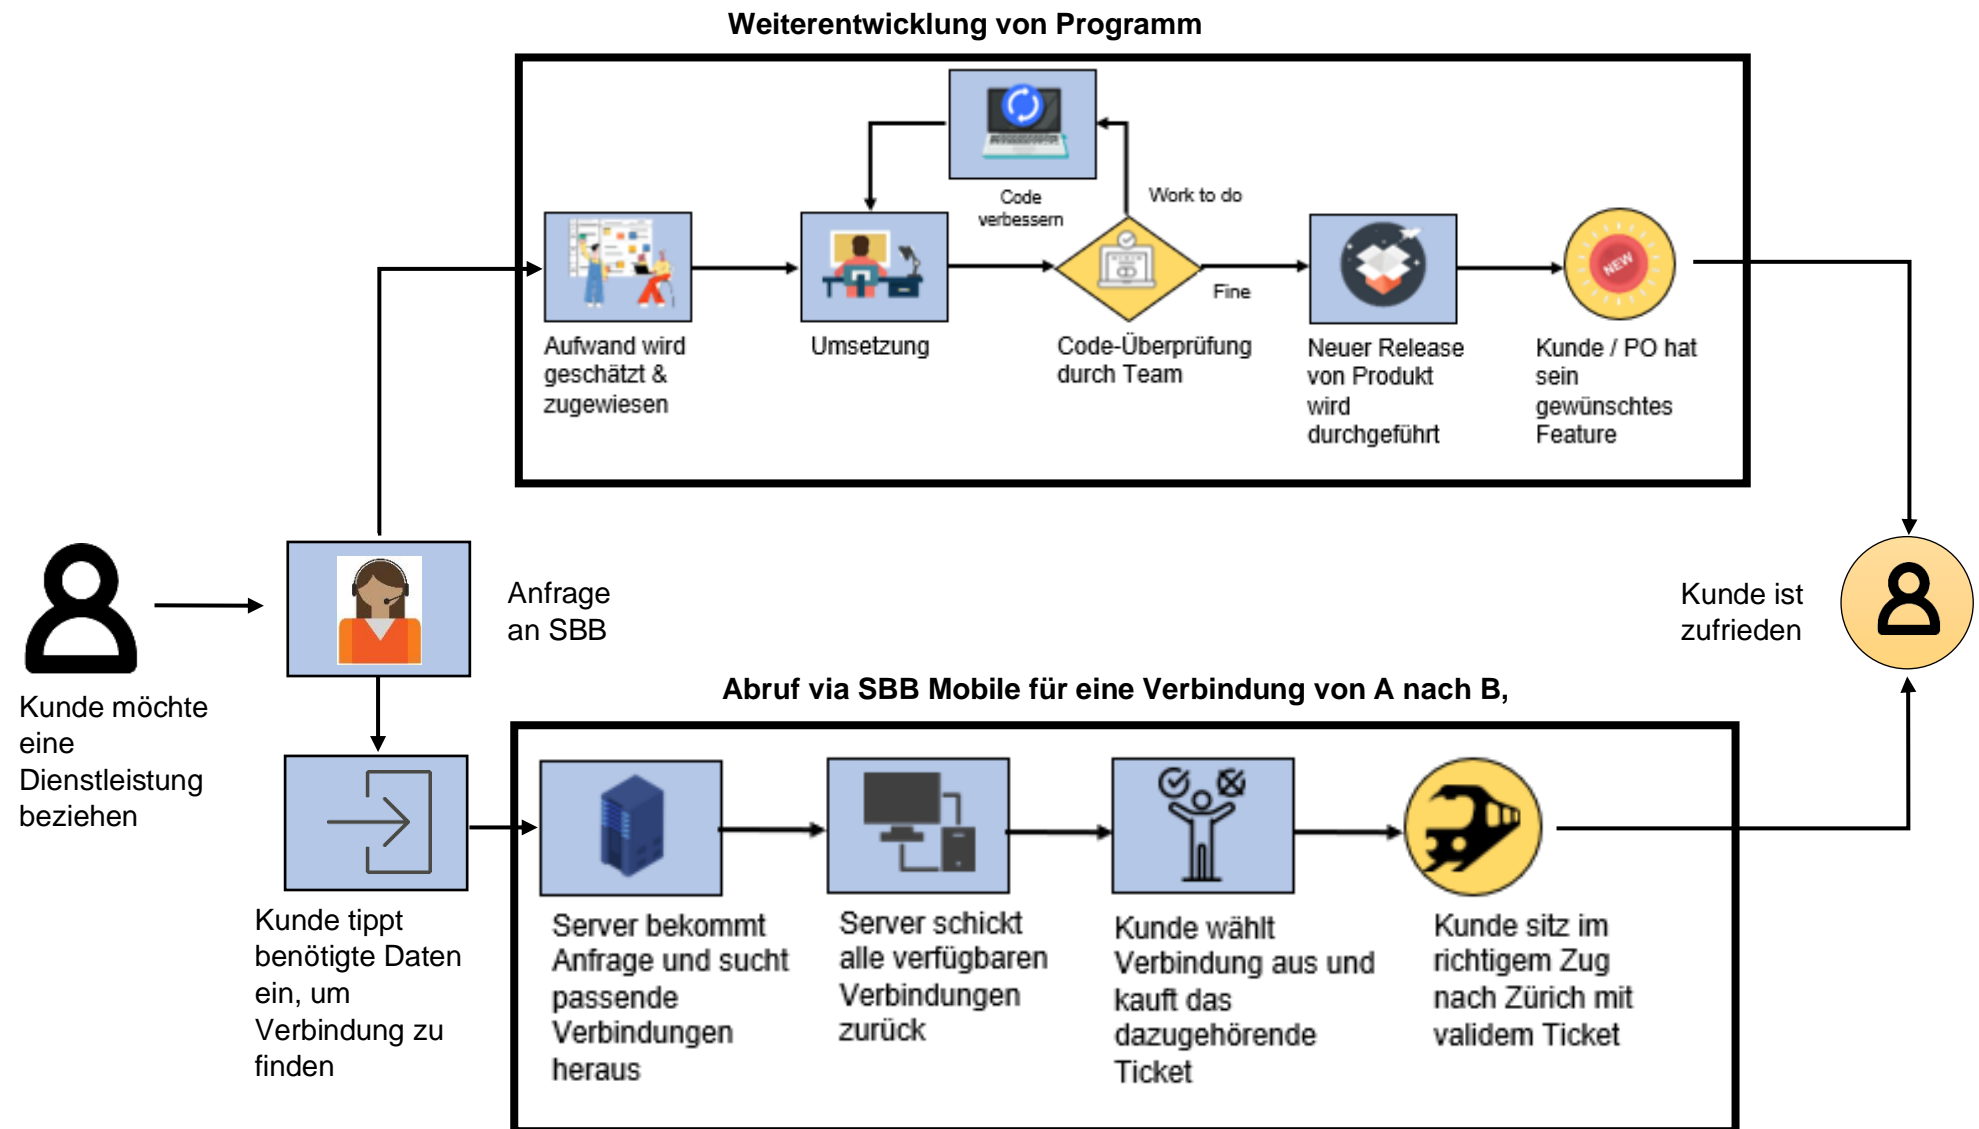 Weiterentwicklung von Programm
Code
verbessern
Work to do
Fine
NEW
Aufwand wird
geschätzt &
zugewiesen
Umsetzung
Code-Überprüfung
durch Team
Neuer Release
von Produkt
wird
durchgeführt
Kunde / PO hat
sein
gewünschtes
Feature
Kunde möchte
eine
Dienstleistung
beziehen
Anfrage
an SBB
Kunde ist
zufrieden
Abruf via SBB Mobile für eine Verbindung von A nach B,
Kunde tippt
benötigte Daten
ein, um
Verbindung zu
finden
Server bekommt
Anfrage und sucht
passende
Verbindungen
heraus
Server schickt
alle verfügbaren
Verbindungen
zurück
Kunde wählt
Verbindung aus und
kauft das
dazugehörende
Ticket
Kunde sitz im
richtigem Zug
nach Zürich mit
validem Ticket